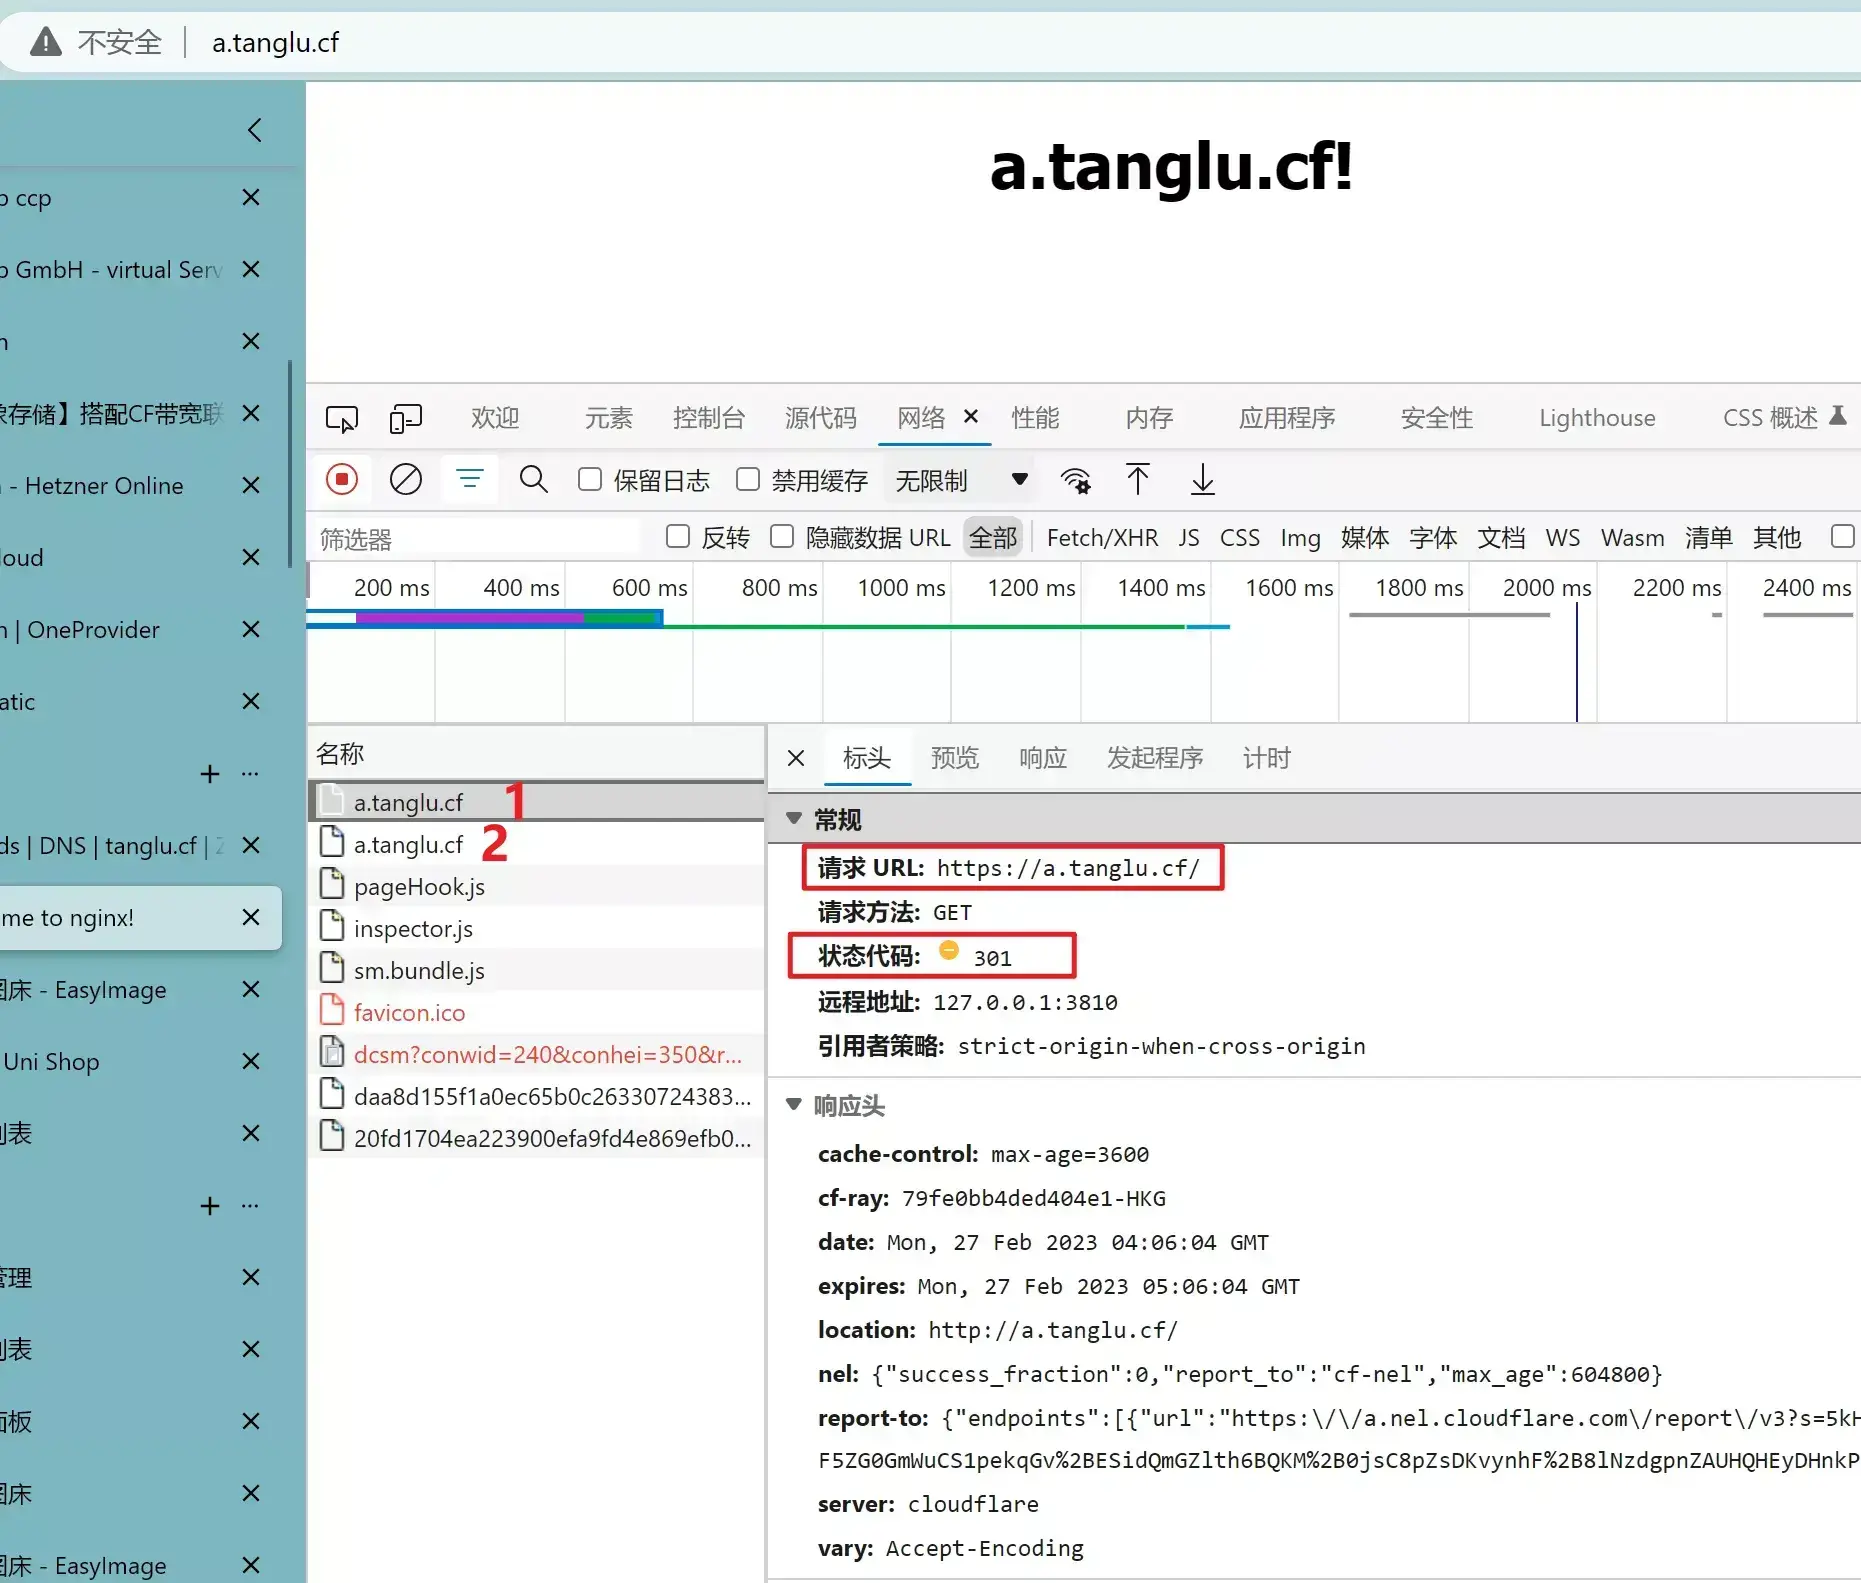 不安全 a.tanglu.cf
ccp
GmbH - virtual Serv
存储】搭配CF带宽联
- Hetzner Online
loud
| OneProvider
atic
+ ...
ds | DNS | tanglu.cf |
me to nginx!
床 - EasyImage
Uni Shop
列表
+ ...
管理
列表
面板
图床
图床 - EasyImage
a.tanglu.cf!
欢迎 元素 控制台 源代码 网络 性能 内存 应用程序 安全性 Lighthouse CSS 概述
保留日志 禁用缓存 无限制
筛选器 反转 隐藏数据 URL 全部 Fetch/XHR JS CSS Img 媒体 字体 文档 WS Wasm 清单 其他
200 ms 400 ms 600 ms 800 ms 1000 ms 1200 ms 1400 ms 1600 ms 1800 ms 2000 ms 2200 ms 2400 ms
名称
a.tanglu.cf 1
a.tanglu.cf 2
pageHook.js
inspector.js
sm.bundle.js
favicon.ico
dcsm?conwid=240&conhei=350&r...
daa8d155f1a0ec65b0c26330724383...
20fd1704ea223900efa9fd4e869efb0...
标头 预览 响应 发起程序 计时
常规
请求 URL: https://a.tanglu.cf/
请求方法: GET
状态代码: 301
远程地址: 127.0.0.1:3810
引用者策略: strict-origin-when-cross-origin
响应头
cache-control: max-age=3600
cf-ray: 79fe0bb4ded404e1-HKG
date: Mon, 27 Feb 2023 04:06:04 GMT
expires: Mon, 27 Feb 2023 05:06:04 GMT
location: http://a.tanglu.cf/
nel: {"success_fraction":0,"report_to":"cf-nel","max_age":604800}
report-to: {"endpoints":[{"url":"https:\/\/a.nel.cloudflare.com\/report\/v3?s=5kH
F5ZG0GmWuCS1pekqGv%2BESidQmGZlth6BQKM%2B0jsC8pZsDKvynhF%2B8lNzdgpnZAUHQHEyDHnkP
server: cloudflare
vary: Accept-Encoding